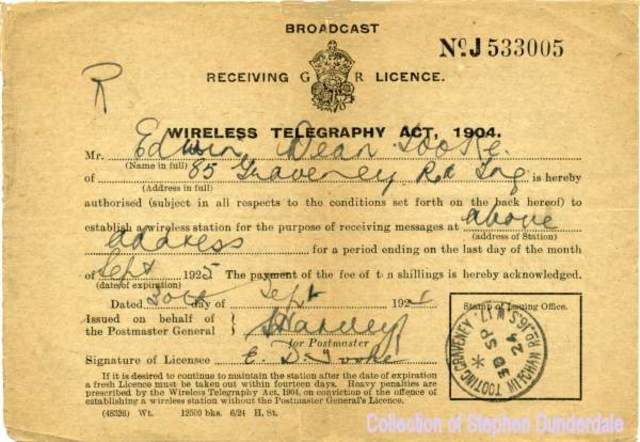 BROADCAST
No. J 533005
RECEIVING G R LICENCE.
R
WIRELESS TELEGRAPHY ACT, 1904.
Mr. Edwin Dean Tooke.
(Name in full)
of 85 Graveney Rd Tng is hereby
(Address in full)
authorised (subject in all respects to the conditions set forth on the back hereof) to
establish a wireless station for the purpose of receiving messages at above
(address of Station)
address for a period ending on the last day of the month
of Sept 1925 The payment of the fee of ten shillings is hereby acknowledged.
(date of expiration)
Dated day of Sept 192
Stamp of Issuing Office.
Issued on behalf of
the Postmaster General }
for Postmaster
Signature of Licensee E. D. Tooke
TOOTING GRAVENEY MITCHAM RD. 36. S.W.17. 30 SP 24
If it is desired to continue to maintain the station after the date of expiration
a fresh Licence must be taken out within fourteen days. Heavy penalties are
prescribed by the Wireless Telegraphy Act, 1904, on conviction of the offence of
establishing a wireless station without the Postmaster General's Licence.
(48326) Wt. 12500 bks. 6/24 H. St.
Collection of Stephen Dunderdale